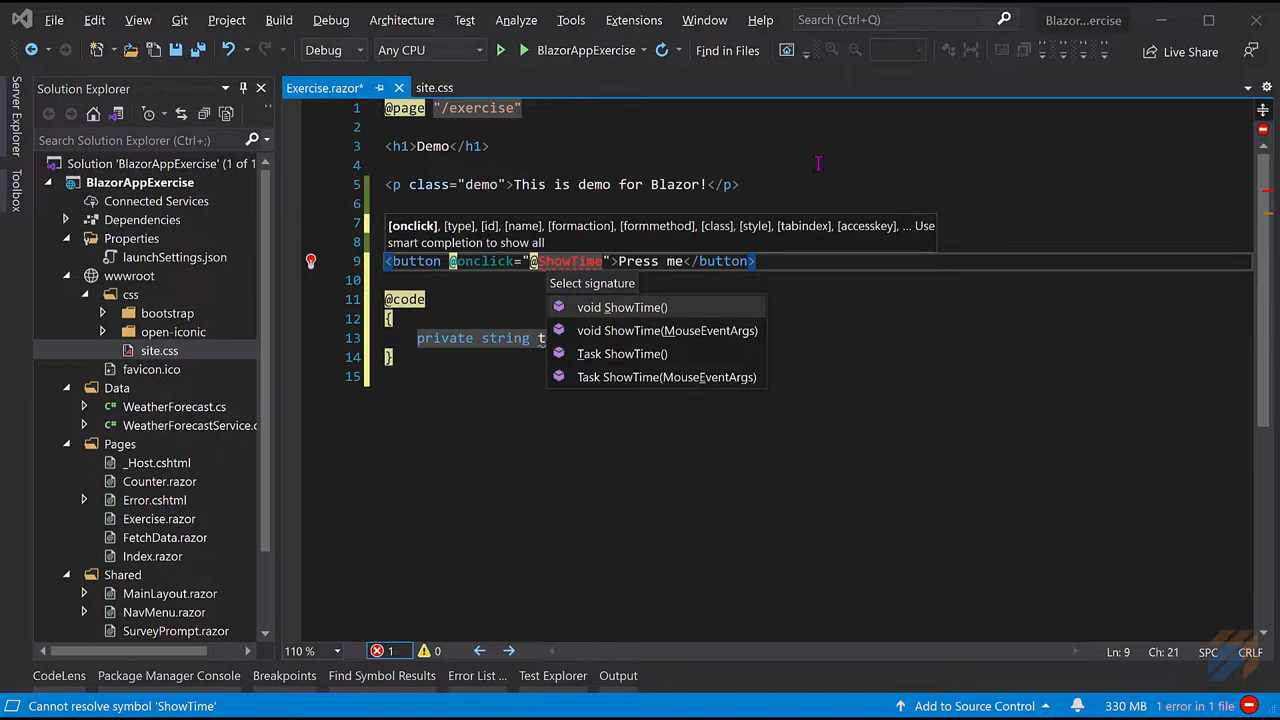 File Edit View Git Project Build Debug Architecture Test Analyze Tools Extensions Window Help Search (Ctrl+Q) Blazor...ercise
Debug Any CPU BlazorAppExercise Find in Files Live Share
Server Explorer
Toolbox
Solution Explorer
Search Solution Explorer (Ctrl+;)
Solution 'BlazorAppExercise' (1 of 1
BlazorAppExercise
Connected Services
Dependencies
Properties
launchSettings.json
wwwroot
css
bootstrap
open-iconic
site.css
favicon.ico
Data
WeatherForecast.cs
WeatherForecastService.c
Pages
_Host.cshtml
Counter.razor
Error.cshtml
Exercise.razor
FetchData.razor
Index.razor
Shared
MainLayout.razor
NavMenu.razor
SurveyPrompt.razor
Exercise.razor* site.css
1 @page "/exercise"
2
3 <h1>Demo</h1>
4
5 <p class="demo">This is demo for Blazor!</p>
6
7 [onclick], [type], [id], [name], [formaction], [formmethod], [class], [style], [tabindex], [accesskey], ... Use
8 smart completion to show all
9 <button @onclick="@ShowTime">Press me</button>
10 Select signature
11 @code
12 {
13 private string t
14 }
15
void ShowTime()
void ShowTime(MouseEventArgs)
Task ShowTime()
Task ShowTime(MouseEventArgs)
110 % 1 0 Ln: 9 Ch: 21 SPC CRLF
CodeLens Package Manager Console Breakpoints Find Symbol Results Error List ... Test Explorer Output
Cannot resolve symbol 'ShowTime' Add to Source Control 330 MB 1 error in 1 file